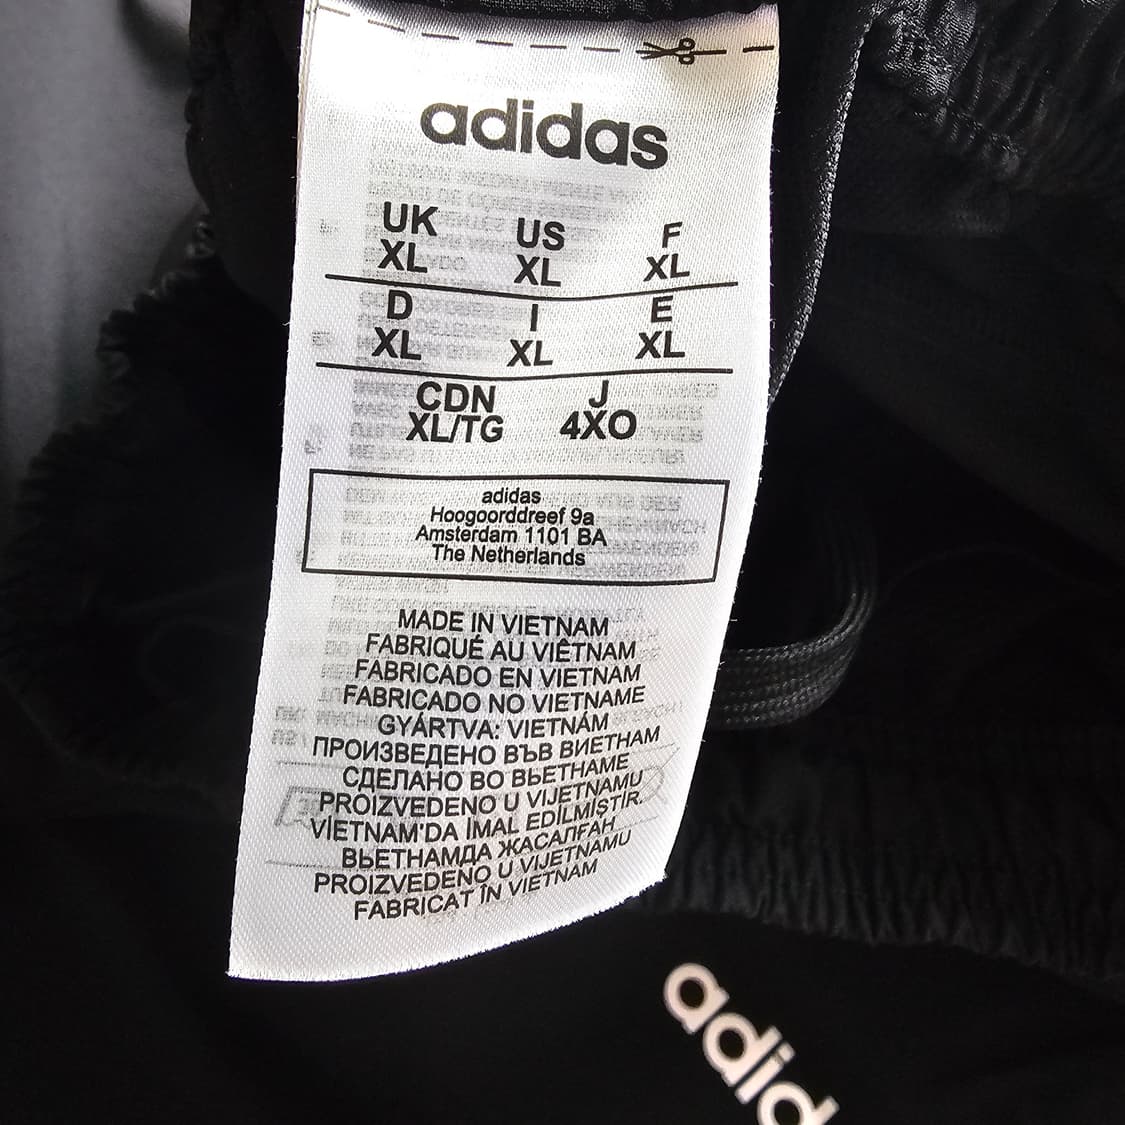 adidas
UK US F
XL XL XL
D I E
XL XL XL
CDN J
XL/TG 4XO
adidas
Hoogoorddreef 9a
Amsterdam 1101 BA
The Netherlands
MADE IN VIETNAM
FABRIQUÉ AU VIÊTNAM
FABRICADO EN VIETNAM
FABRICADO NO VIETNAME
GYÁRTVA: VIETNÁM
ПРОИЗВЕДЕНО ВЪВ ВИЕТНАМ
СДЕЛАНО ВО ВЬЕТНАМЕ
PROIZVEDENO U VIJETNAMU
VİETNAM'DA İMAL EDİLMİŞTİR.
ВЬЕТНАМДА ЖАСАЛҒАН
PROIZVEDENO U VIJETNAMU
FABRICAT ÎN VIETNAM
adid